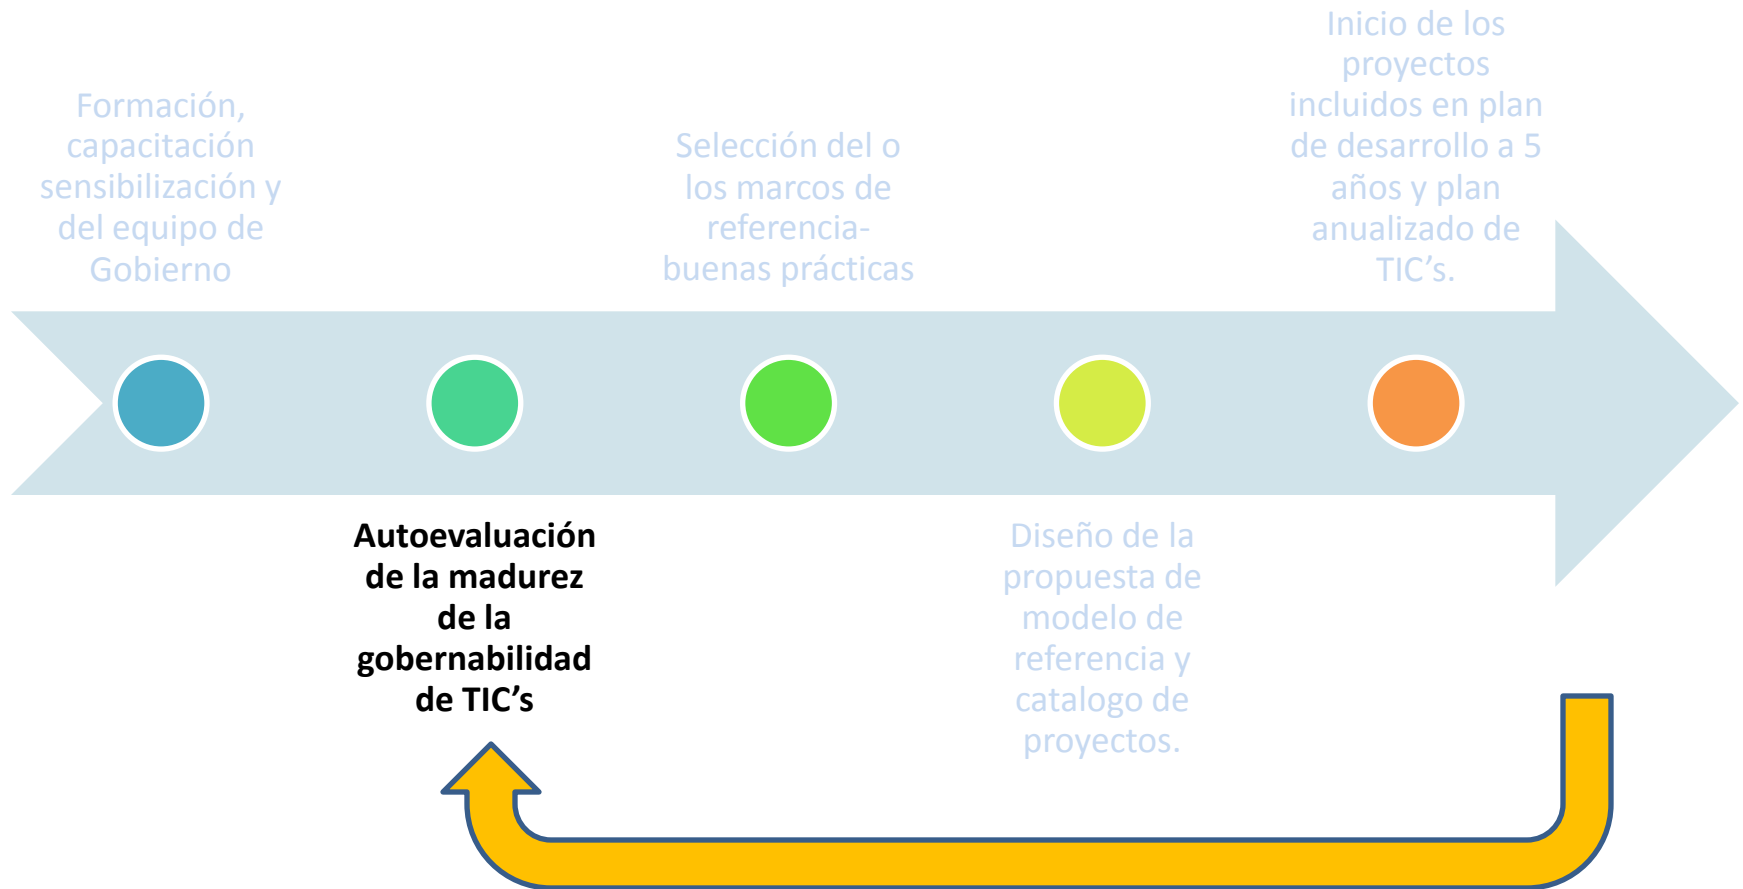 Formación,
capacitación
sensibilización y
del equipo de
Gobierno
Autoevaluación
de la madurez
de la
gobernabilidad
de TIC’s
Selección del o
los marcos de
referencia-
buenas prácticas
Diseño de la
propuesta de
modelo de
referencia y
catalogo de
proyectos.
Inicio de los
proyectos
incluidos en plan
de desarrollo a 5
años y plan
anualizado de
TIC’s.